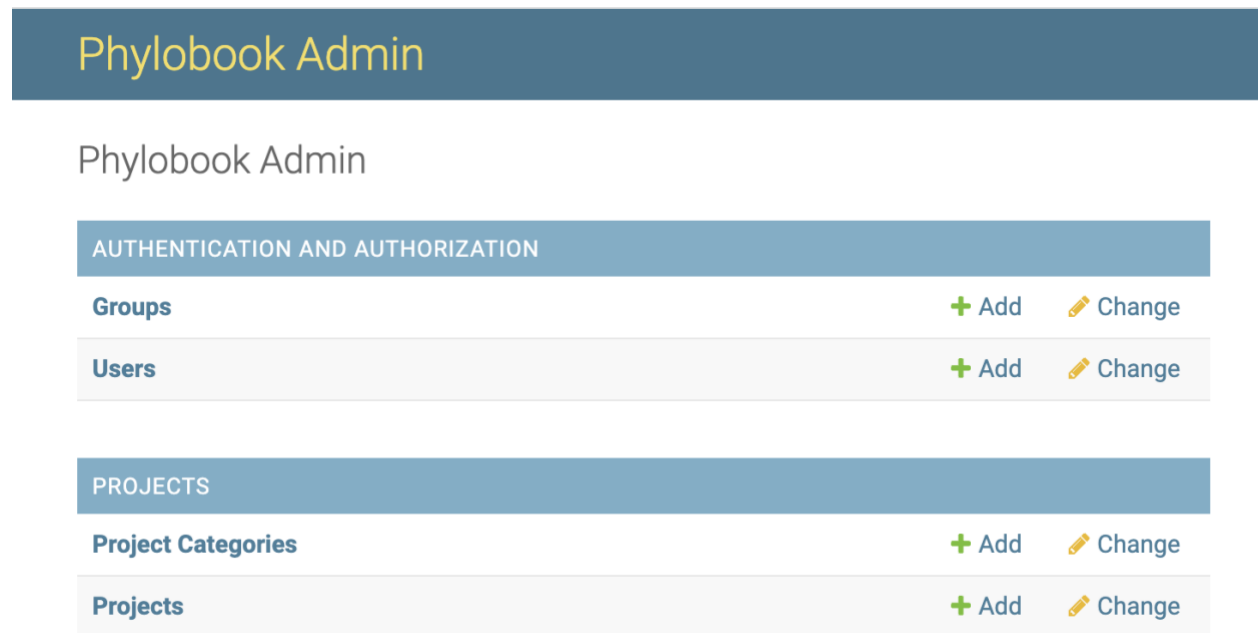 Phylobook Admin
Phylobook Admin
AUTHENTICATION AND AUTHORIZATION
Groups Add Change
Users Add Change
PROJECTS
Project Categories Add Change
Projects Add Change